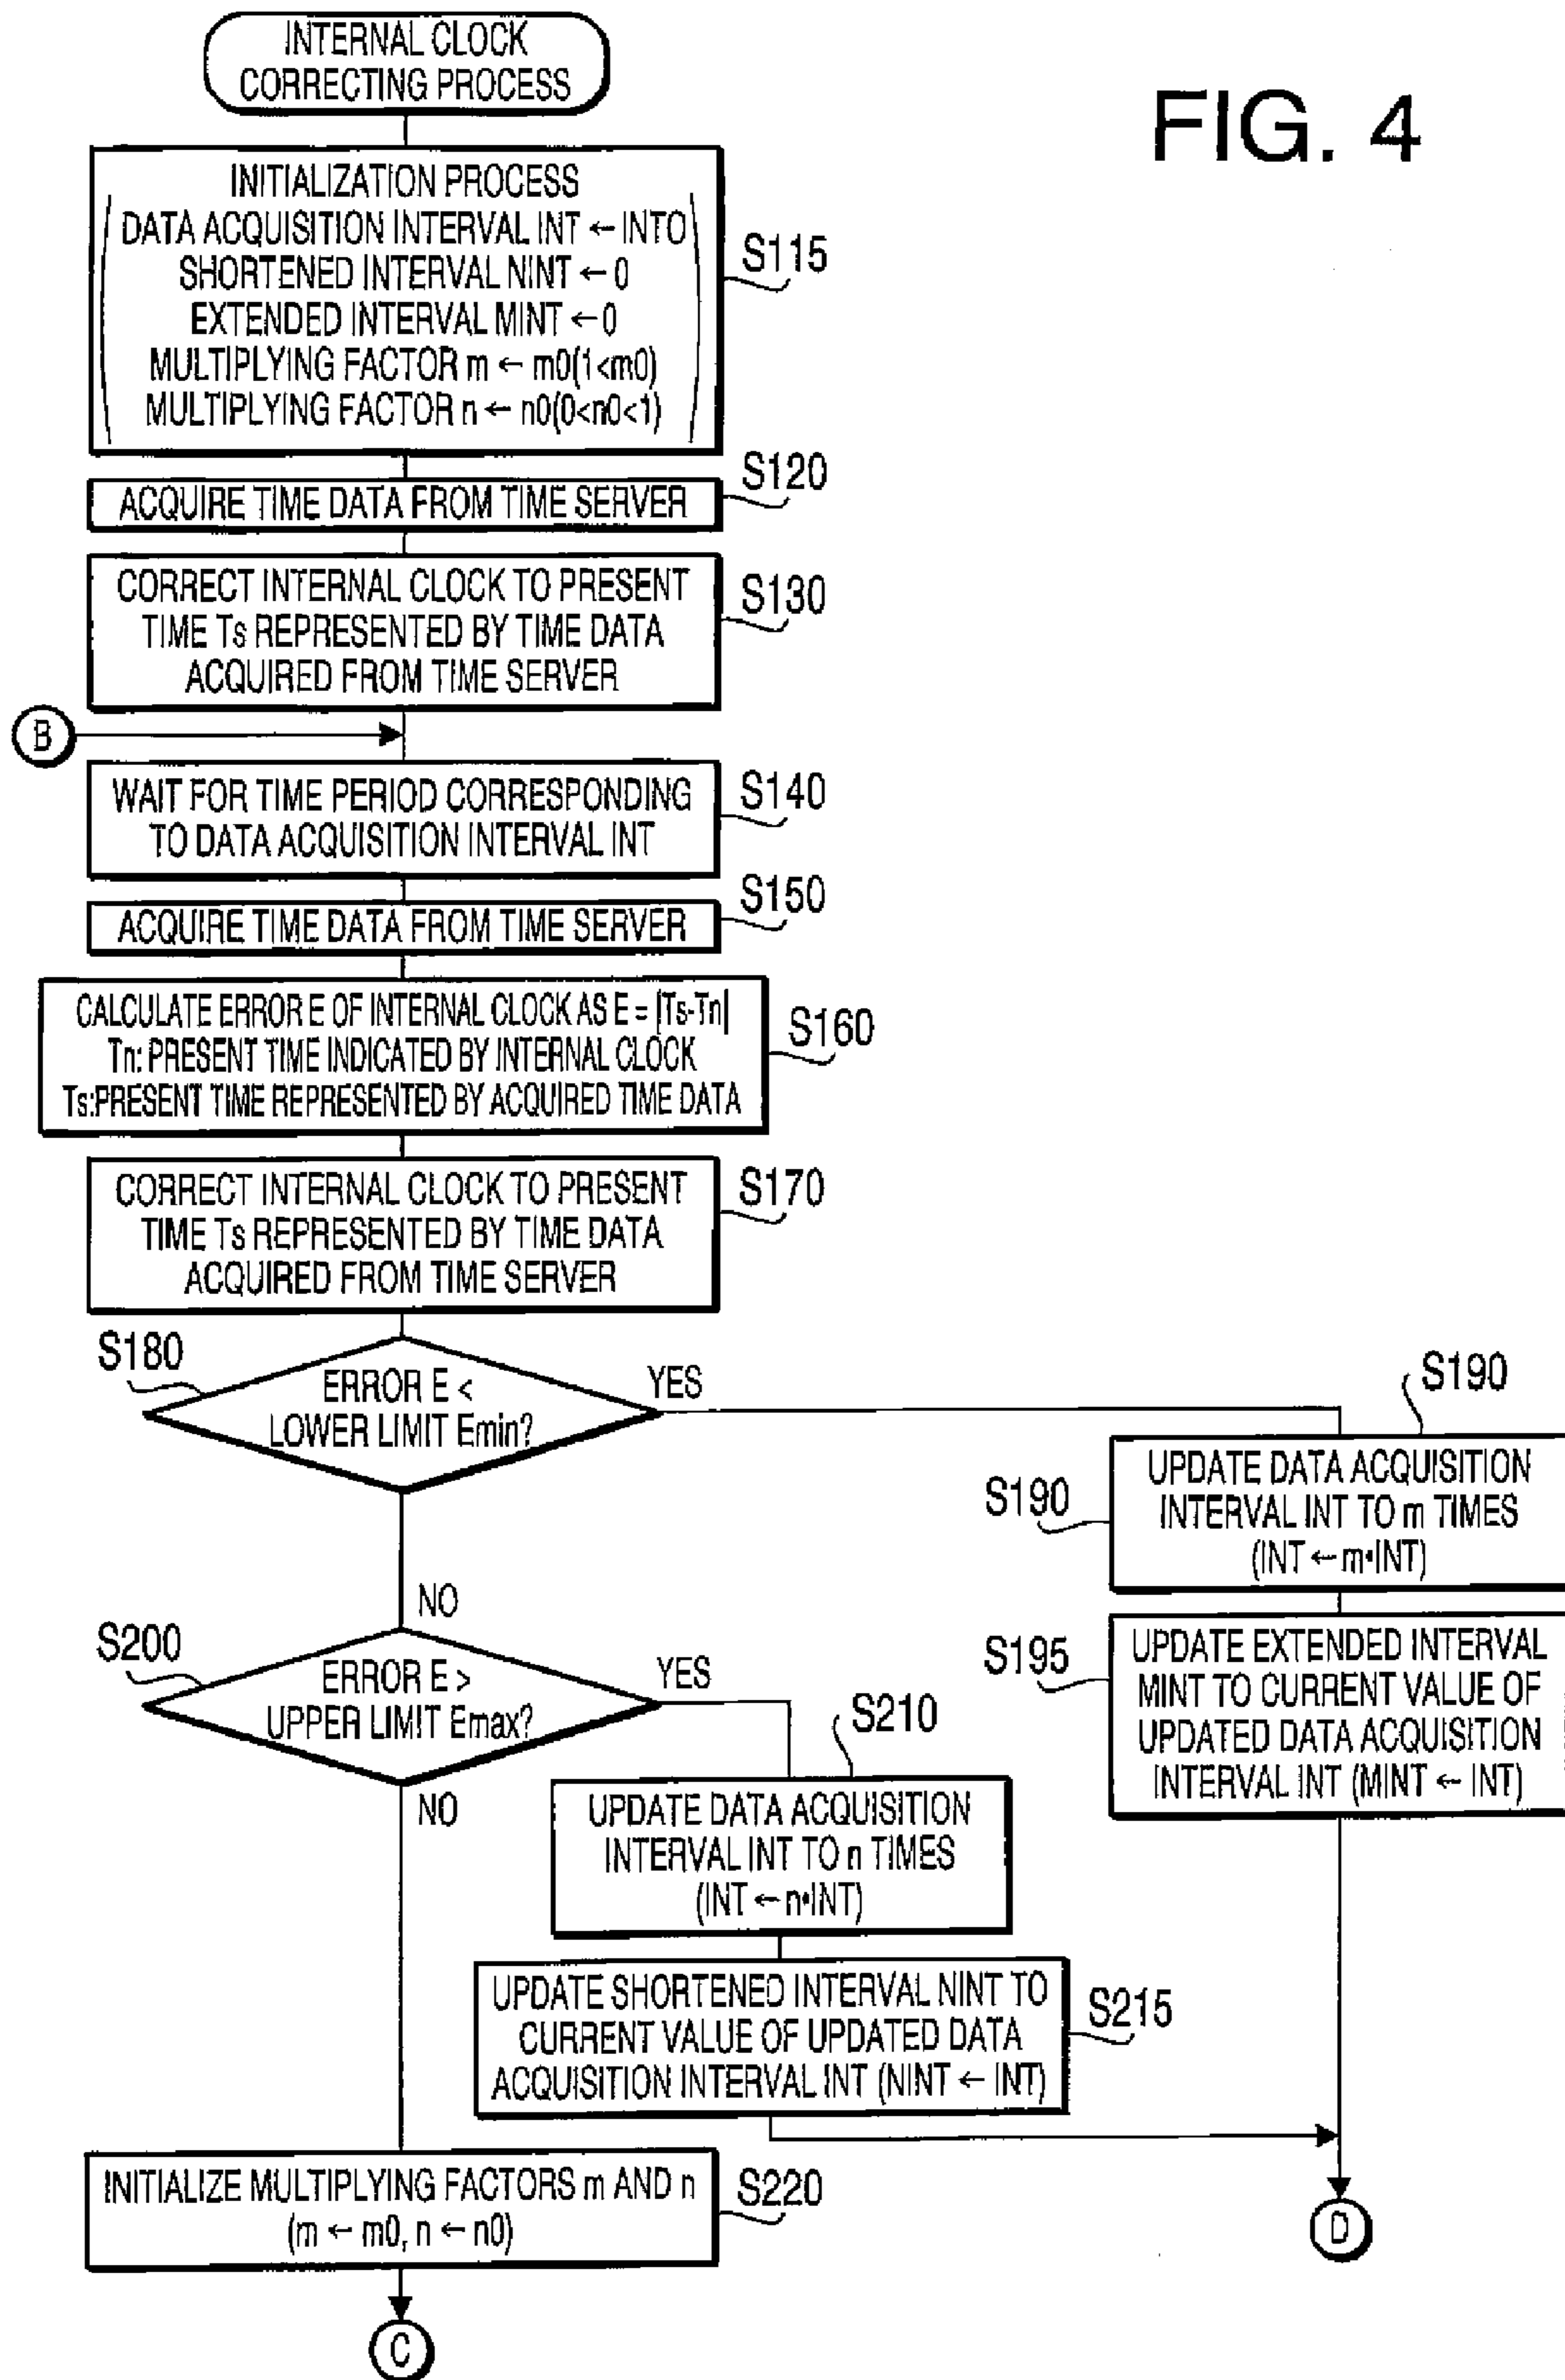 FIG. 4
INTERNAL CLOCK
CORRECTING PROCESS
INITIALIZATION PROCESS
DATA ACQUISITION INTERVAL INT ← INT0
SHORTENED INTERVAL NINT ← 0
EXTENDED INTERVAL MINT ← 0
MULTIPLYING FACTOR m ← m0(1<m0)
MULTIPLYING FACTOR n ← n0(0<n0<1)
S115
ACQUIRE TIME DATA FROM TIME SERVER
S120
CORRECT INTERNAL CLOCK TO PRESENT
TIME Ts REPRESENTED BY TIME DATA
ACQUIRED FROM TIME SERVER
S130
B
WAIT FOR TIME PERIOD CORRESPONDING
TO DATA ACQUISITION INTERVAL INT
S140
ACQUIRE TIME DATA FROM TIME SERVER
S150
CALCULATE ERROR E OF INTERNAL CLOCK AS E = |Ts-Tn|
Tn: PRESENT TIME INDICATED BY INTERNAL CLOCK
Ts:PRESENT TIME REPRESENTED BY ACQUIRED TIME DATA
S160
CORRECT INTERNAL CLOCK TO PRESENT
TIME Ts REPRESENTED BY TIME DATA
ACQUIRED FROM TIME SERVER
S170
S180
ERROR E <
LOWER LIMIT Emin?
YES
NO
S190
S190
UPDATE DATA ACQUISITION
INTERVAL INT TO m TIMES
(INT ← m•INT)
S195
UPDATE EXTENDED INTERVAL
MINT TO CURRENT VALUE OF
UPDATED DATA ACQUISITION
INTERVAL INT (MINT ← INT)
S200
ERROR E >
UPPER LIMIT Emax?
YES
NO
S210
UPDATE DATA ACQUISITION
INTERVAL INT TO n TIMES
(INT ← n•INT)
UPDATE SHORTENED INTERVAL NINT TO
CURRENT VALUE OF UPDATED DATA
ACQUISITION INTERVAL INT (NINT ← INT)
S215
INITIALIZE MULTIPLYING FACTORS m AND n
(m ← m0, n ← n0)
S220
D
C